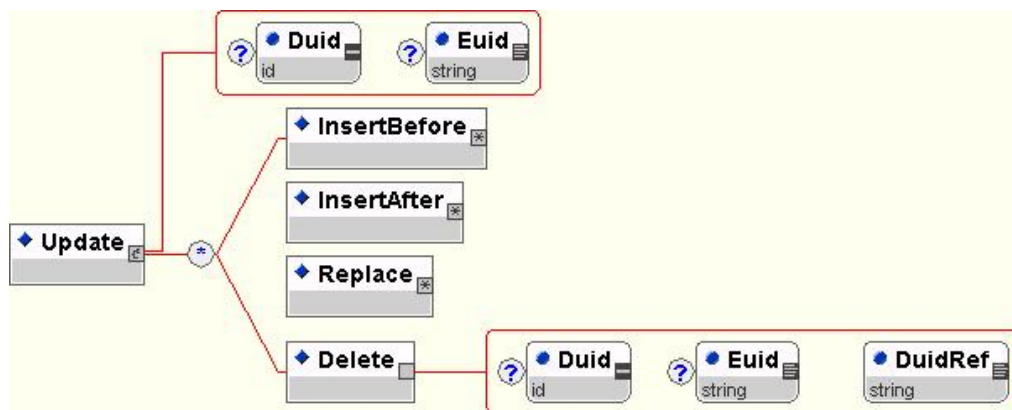 ? Duid
id
? Euid
string
InsertBefore
*
InsertAfter
*
Update
*
Replace
*
Delete
? Duid
id
? Euid
string
DuidRef
string